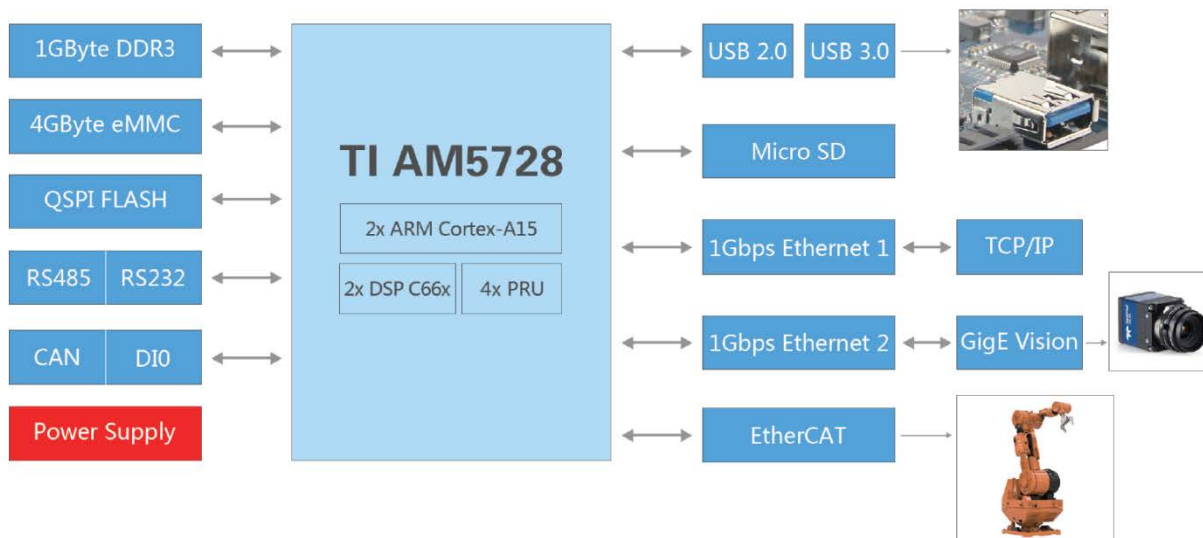 1GByte DDR3
4GByte eMMC
QSPI FLASH
RS485 RS232
CAN DI0
Power Supply
TI AM5728
2x ARM Cortex-A15
2x DSP C66x 4x PRU
USB 2.0 USB 3.0
Micro SD
1Gbps Ethernet 1 TCP/IP
1Gbps Ethernet 2 GigE Vision
EtherCAT